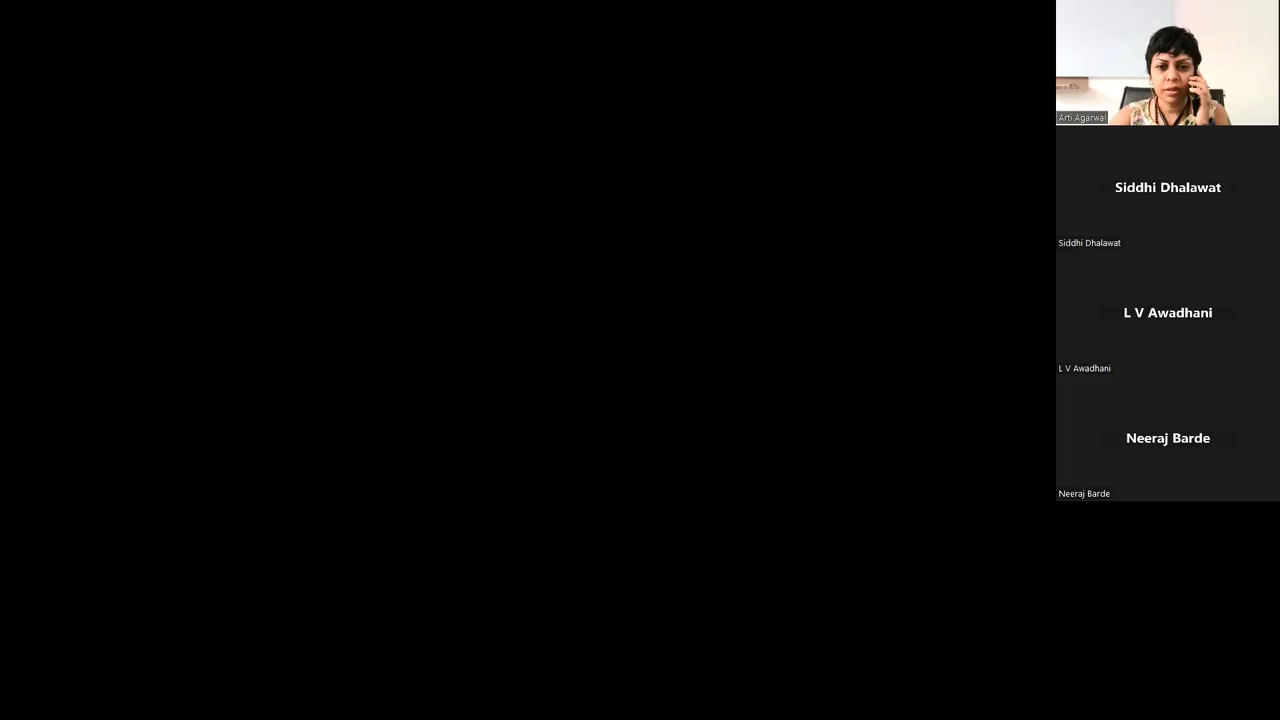 Arti Agarwal
Siddhi Dhalawat
Siddhi Dhalawat
L V Awadhani
L V Awadhani
Neeraj Barde
Neeraj Barde